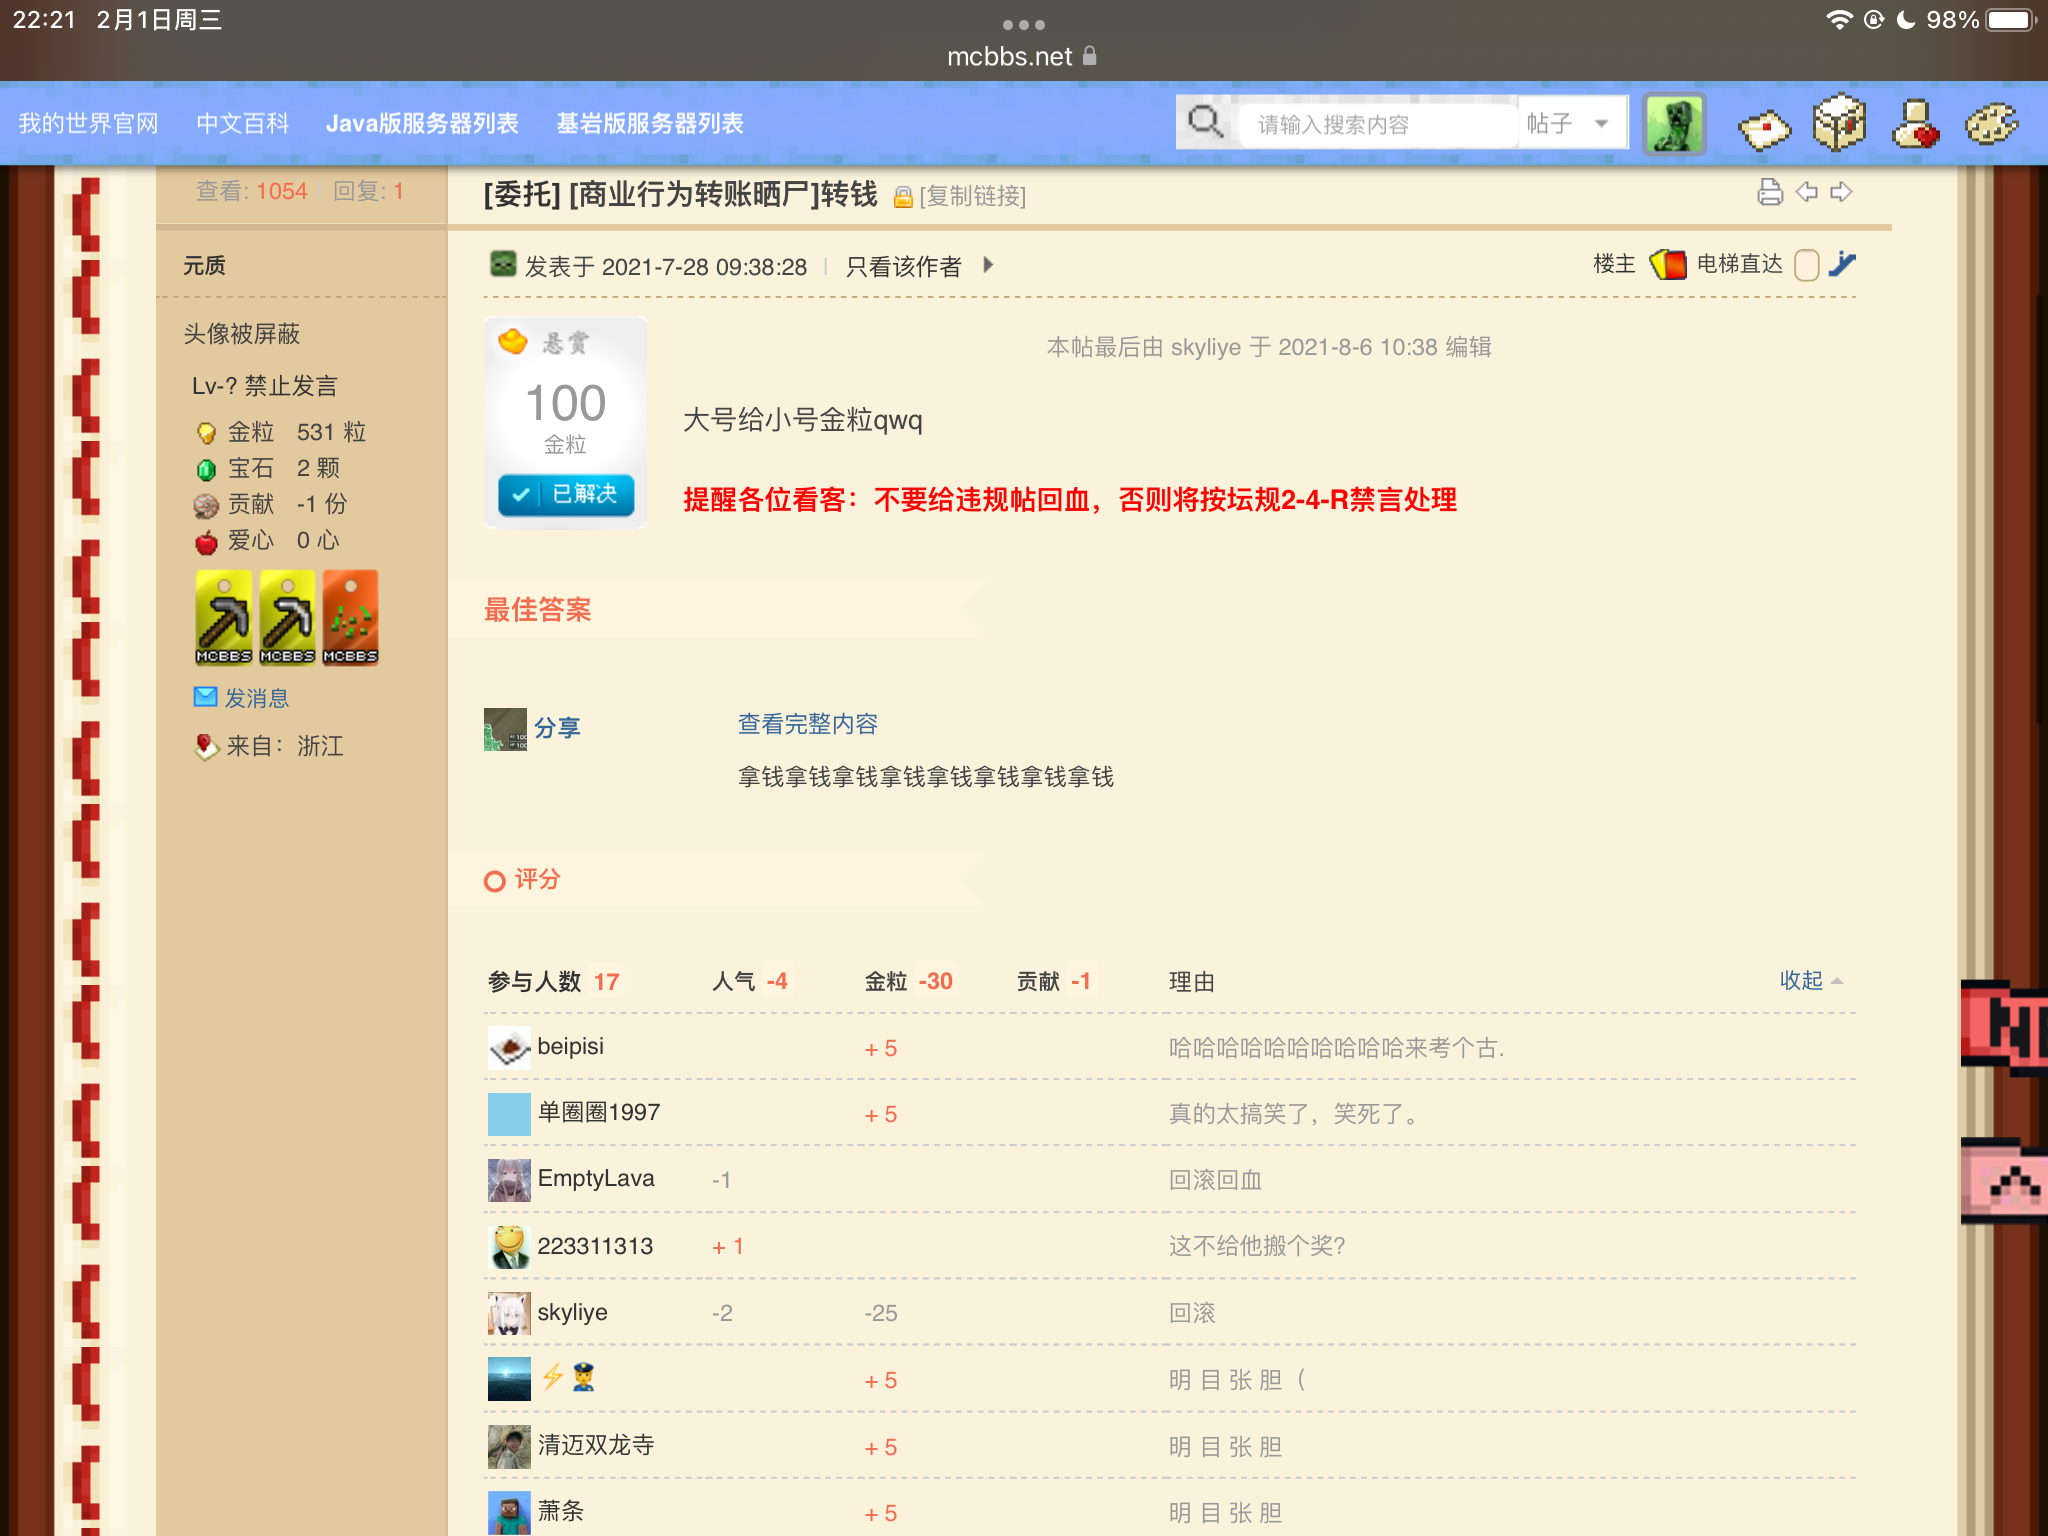 22:21 2月1日周三
98%
mcbbs.net
我的世界官网 中文百科 Java版服务器列表 基岩版服务器列表 请输入搜索内容 帖子
查看: 1054 回复: 1
[委托] [商业行为转账晒尸]转钱 [复制链接]
元质
发表于 2021-7-28 09:38:28 只看该作者
楼主 电梯直达
头像被屏蔽
Lv-? 禁止发言
金粒 531 粒
宝石 2 颗
贡献 -1 份
爱心 0 心
MCBBS MCBBS MCBBS
发消息
来自：浙江
悬赏
100
金粒
已解决
本帖最后由 skyliye 于 2021-8-6 10:38 编辑
大号给小号金粒qwq
提醒各位看客：不要给违规帖回血，否则将按坛规2-4-R禁言处理
最佳答案
分享
查看完整内容
拿钱拿钱拿钱拿钱拿钱拿钱拿钱拿钱
评分
参与人数 17 人气 -4 金粒 -30 贡献 -1 理由 收起
beipisi + 5 哈哈哈哈哈哈哈哈哈哈来考个古.
单圈圈1997 + 5 真的太搞笑了，笑死了。
EmptyLava -1 回滚回血
223311313 + 1 这不给他搬个奖?
skyliye -2 -25 回滚
⚡👮 + 5 明 目 张 胆（
清迈双龙寺 + 5 明 目 张 胆
萧条 + 5 明 目 张 胆